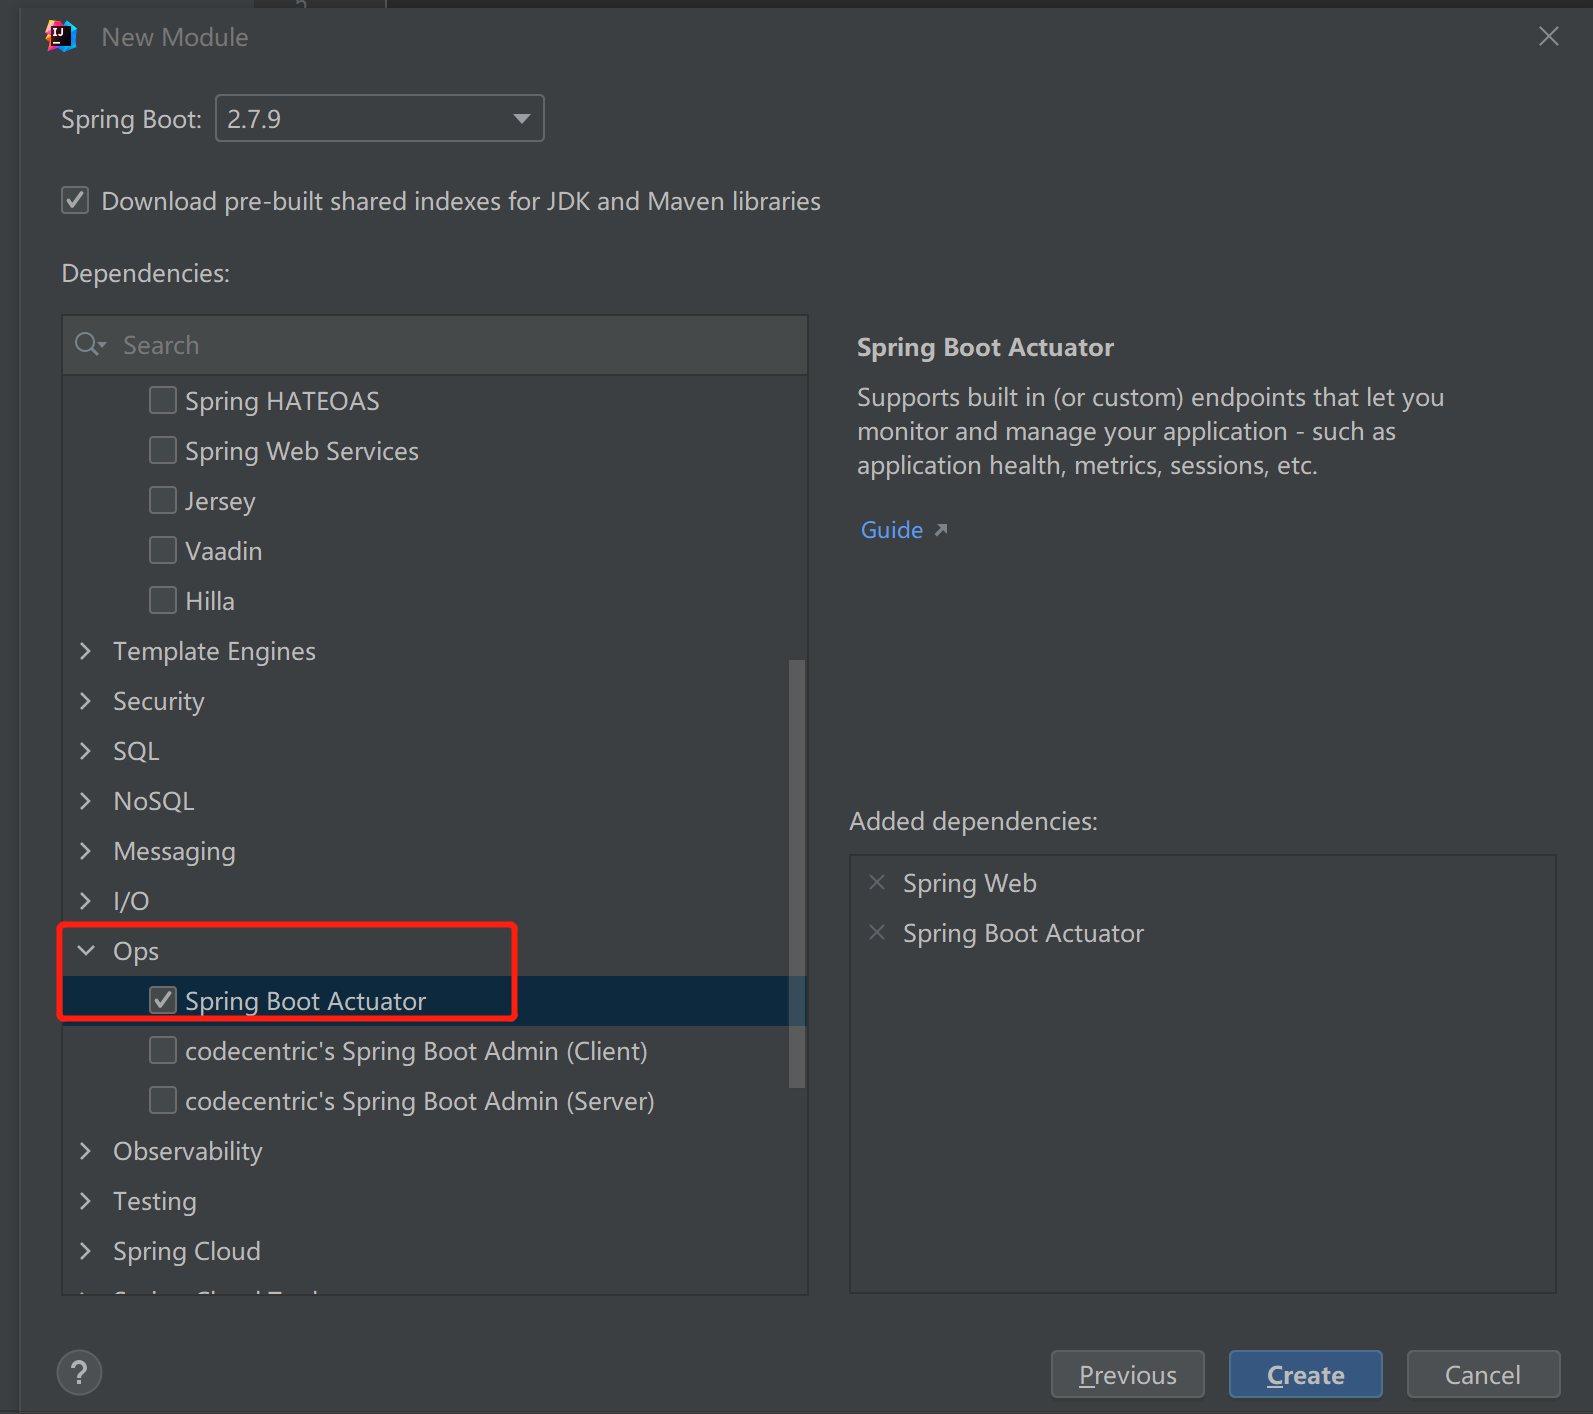 New Module
Spring Boot: 2.7.9
Download pre-built shared indexes for JDK and Maven libraries
Dependencies:
Search
Spring HATEOAS
Spring Web Services
Jersey
Vaadin
Hilla
Template Engines
Security
SQL
NoSQL
Messaging
I/O
Ops
Spring Boot Actuator
codecentric's Spring Boot Admin (Client)
codecentric's Spring Boot Admin (Server)
Observability
Testing
Spring Cloud
Spring Boot Actuator
Supports built in (or custom) endpoints that let you
monitor and manage your application - such as
application health, metrics, sessions, etc.
Guide
Added dependencies:
Spring Web
Spring Boot Actuator
?
Previous
Create
Cancel